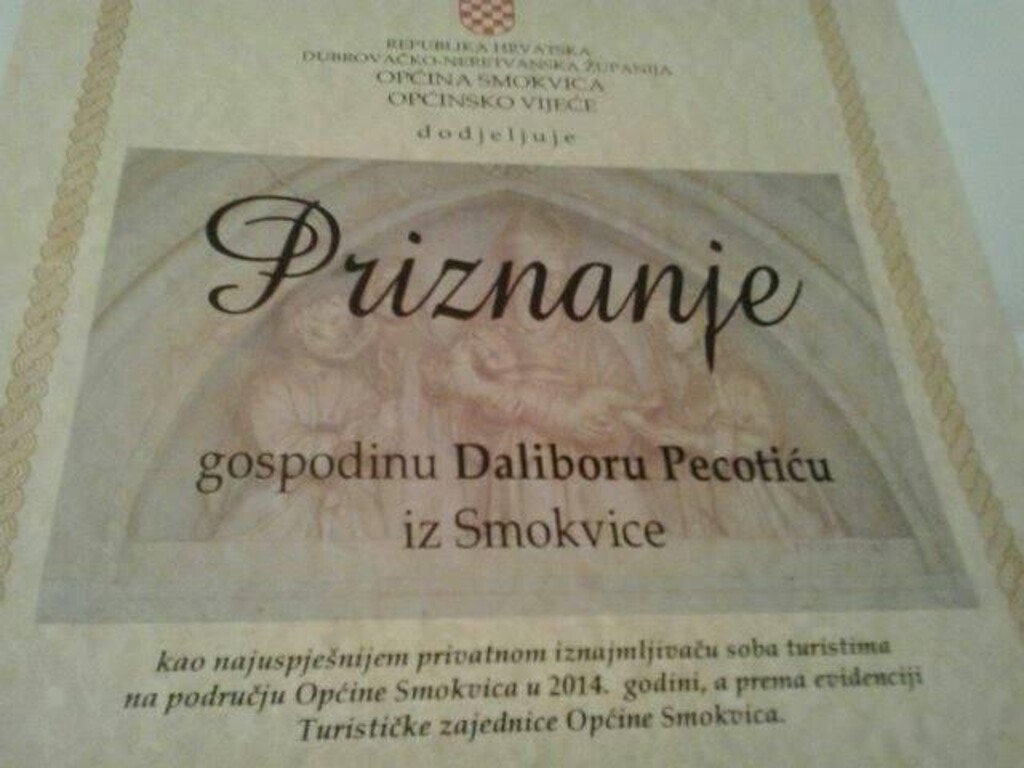 REPUBLIKA HRVATSKA
DUBROVAČKO-NERETVANSKA ŽUPANIJA
OPĆINA SMOKVICA
OPĆINSKO VIJEĆE
dodjeljuje
Priznanje
gospodinu Daliboru Pecotiću
iz Smokvice
kao najuspješnijem privatnom iznajmljivaču soba turistima
na području Općine Smokvica u 2014. godini, a prema evidenciji
Turističke zajednice Općine Smokvica.